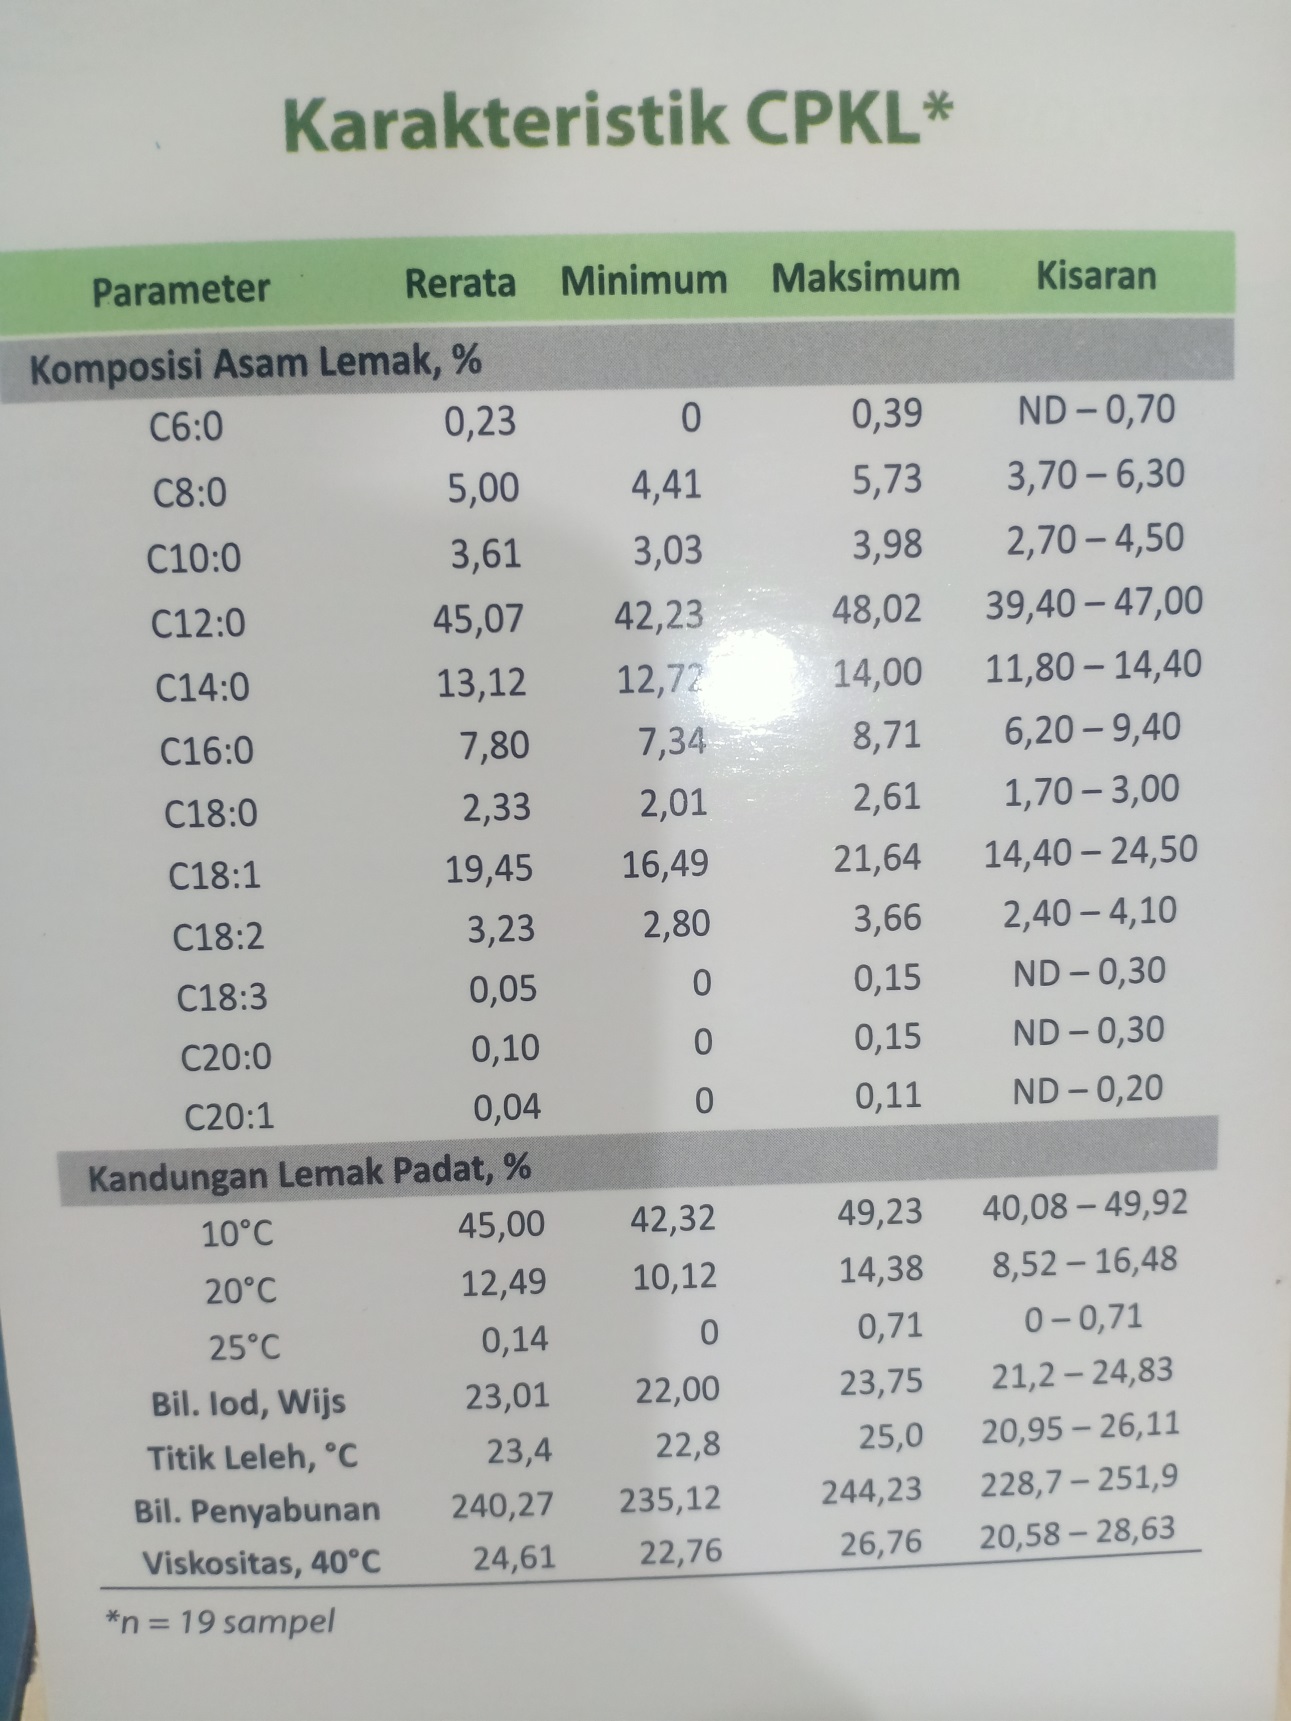 Karakteristik CPKL*
Parameter Rerata Minimum Maksimum Kisaran
Komposisi Asam Lemak, %
C6:0 0,23 0 0,39 ND – 0,70
C8:0 5,00 4,41 5,73 3,70 – 6,30
C10:0 3,61 3,03 3,98 2,70 – 4,50
C12:0 45,07 42,23 48,02 39,40 – 47,00
C14:0 13,12 12,72 14,00 11,80 – 14,40
C16:0 7,80 7,34 8,71 6,20 – 9,40
C18:0 2,33 2,01 2,61 1,70 – 3,00
C18:1 19,45 16,49 21,64 14,40 – 24,50
C18:2 3,23 2,80 3,66 2,40 – 4,10
C18:3 0,05 0 0,15 ND – 0,30
C20:0 0,10 0 0,15 ND – 0,30
C20:1 0,04 0 0,11 ND – 0,20
Kandungan Lemak Padat, %
10°C 45,00 42,32 49,23 40,08 – 49,92
20°C 12,49 10,12 14,38 8,52 – 16,48
25°C 0,14 0 0,71 0 – 0,71
Bil. Iod, Wijs 23,01 22,00 23,75 21,2 – 24,83
Titik Leleh, °C 23,4 22,8 25,0 20,95 – 26,11
Bil. Penyabunan 240,27 235,12 244,23 228,7 – 251,9
Viskositas, 40°C 24,61 22,76 26,76 20,58 – 28,63
*n = 19 sampel